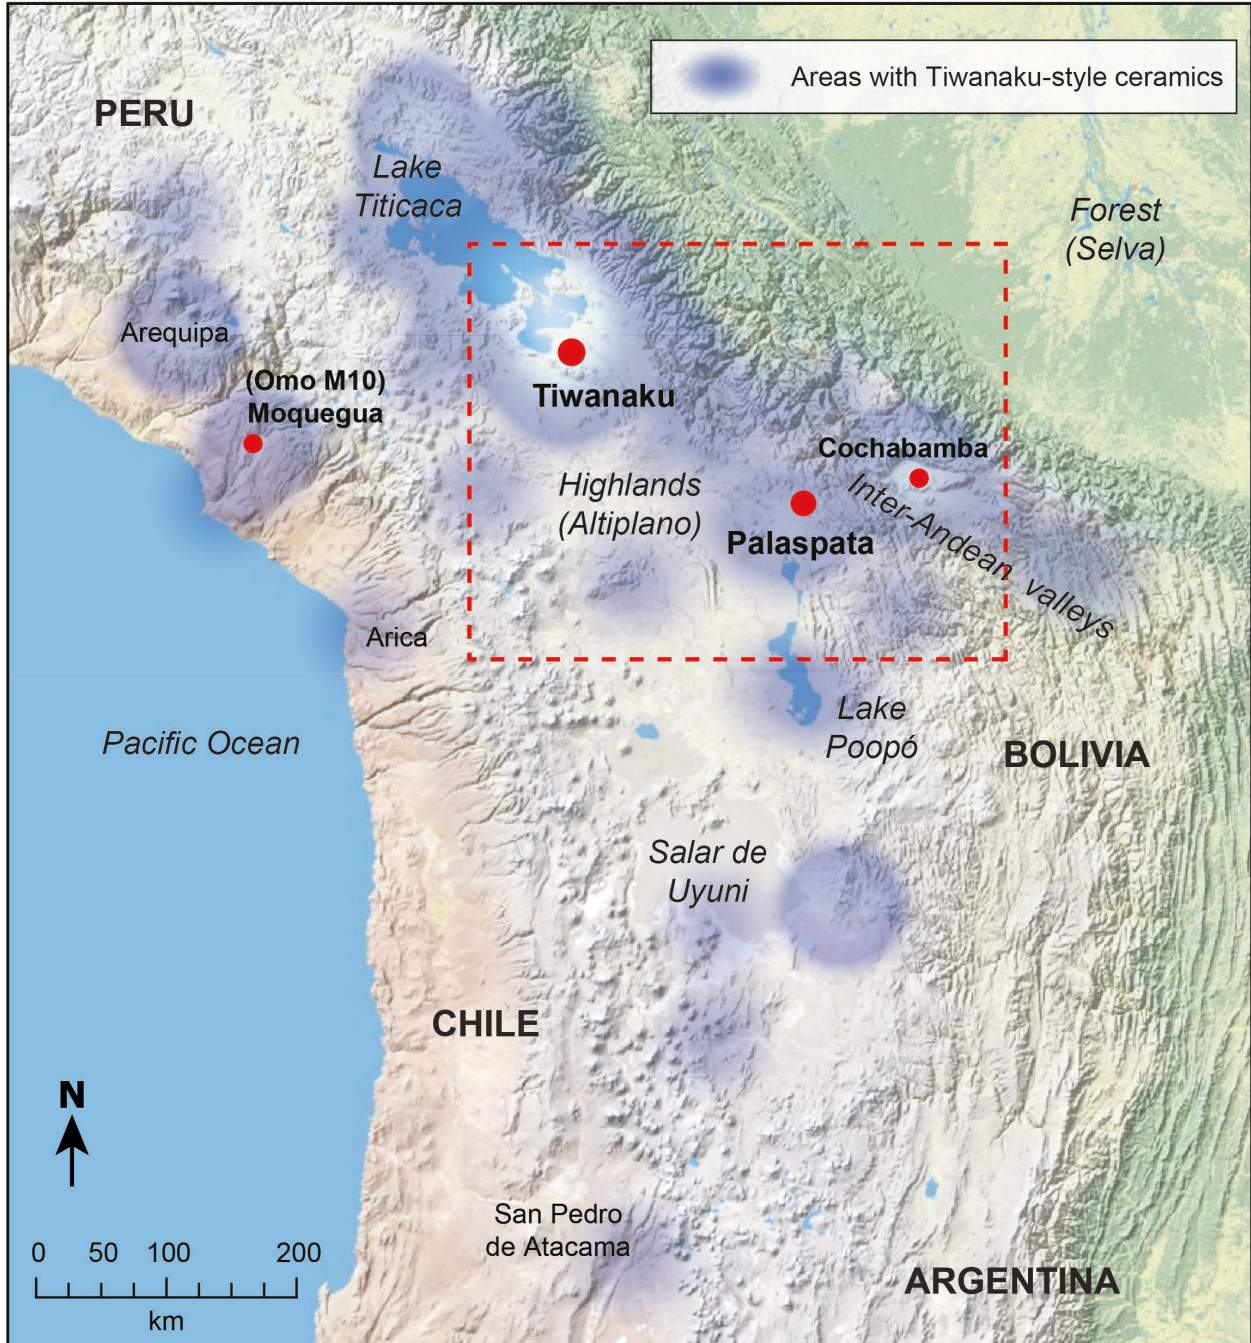 Areas with Tiwanaku-style ceramics
PERU
Lake
Titicaca
Forest
(Selva)
Arequipa
(Omo M10)
Moquegua
Tiwanaku
Cochabamba
Highlands
(Altiplano)
Inter-Andean valleys
Palaspata
Arica
Pacific Ocean
Lake
Poopó
BOLIVIA
Salar de
Uyuni
CHILE
N
San Pedro
de Atacama
0 50 100 200
km
ARGENTINA